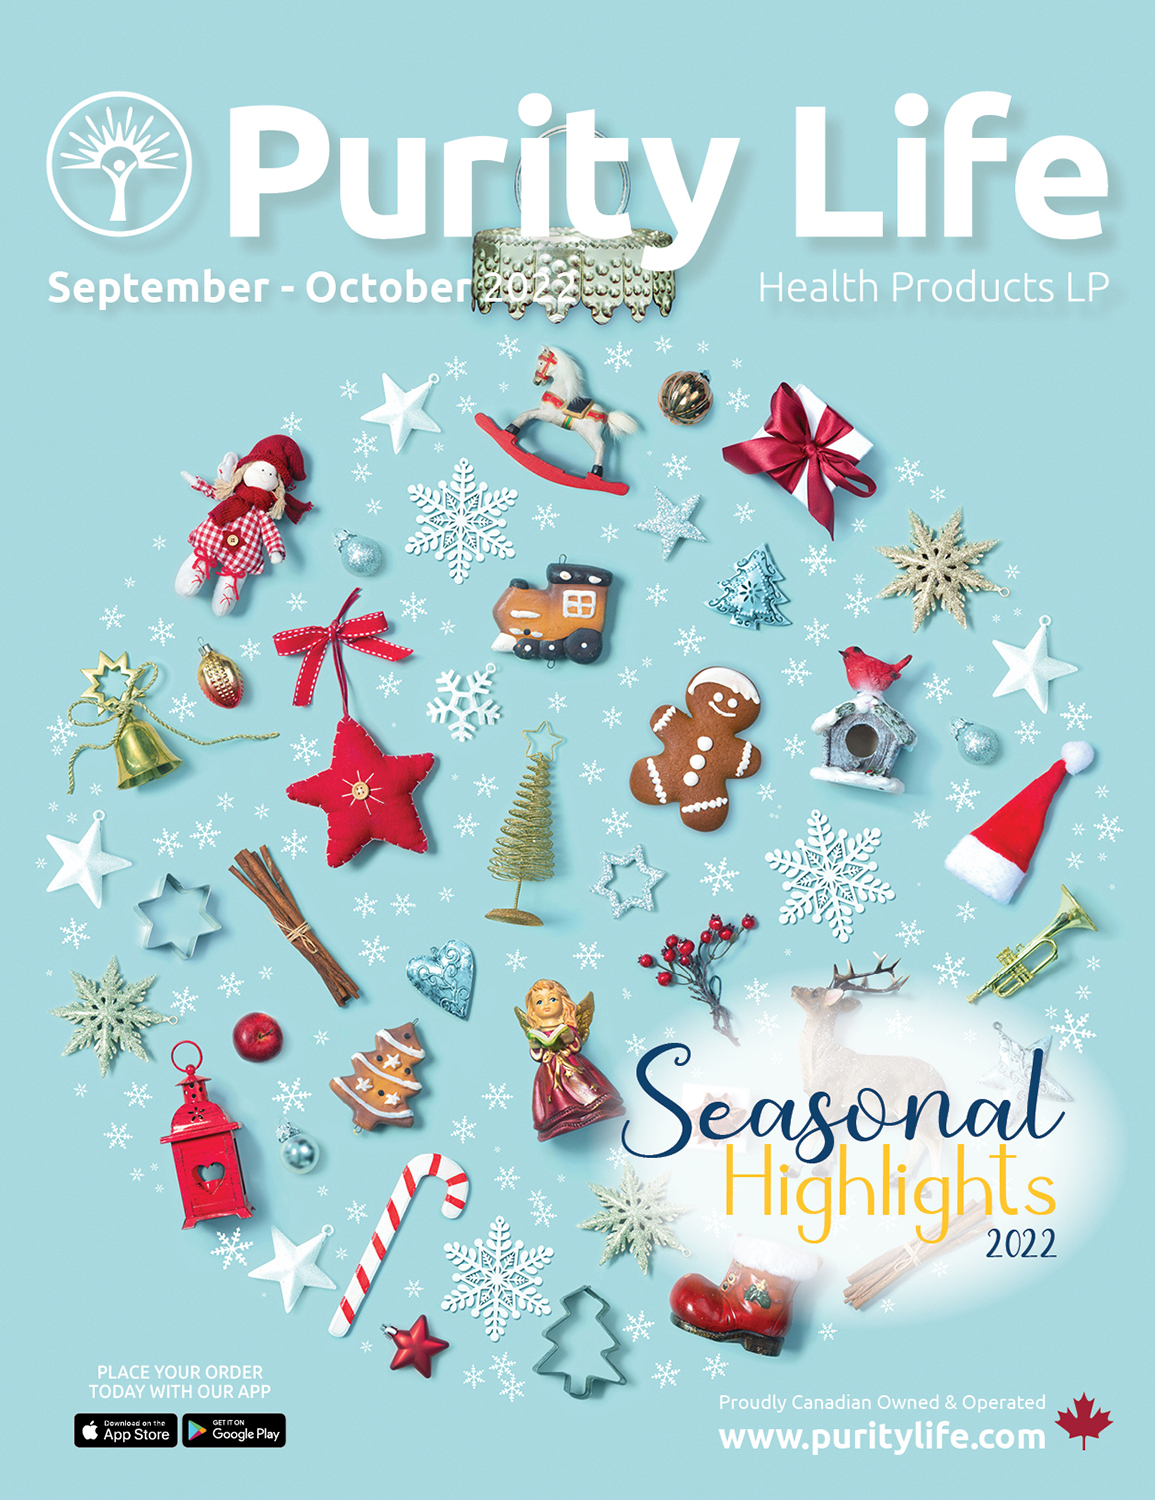 Purity Life
September - October 2022
Health Products LP
Seasonal
Highlights
2022
PLACE YOUR ORDER
TODAY WITH OUR APP
Download on the
App Store
GET IT ON
Google Play
Proudly Canadian Owned & Operated
www.puritylife.com